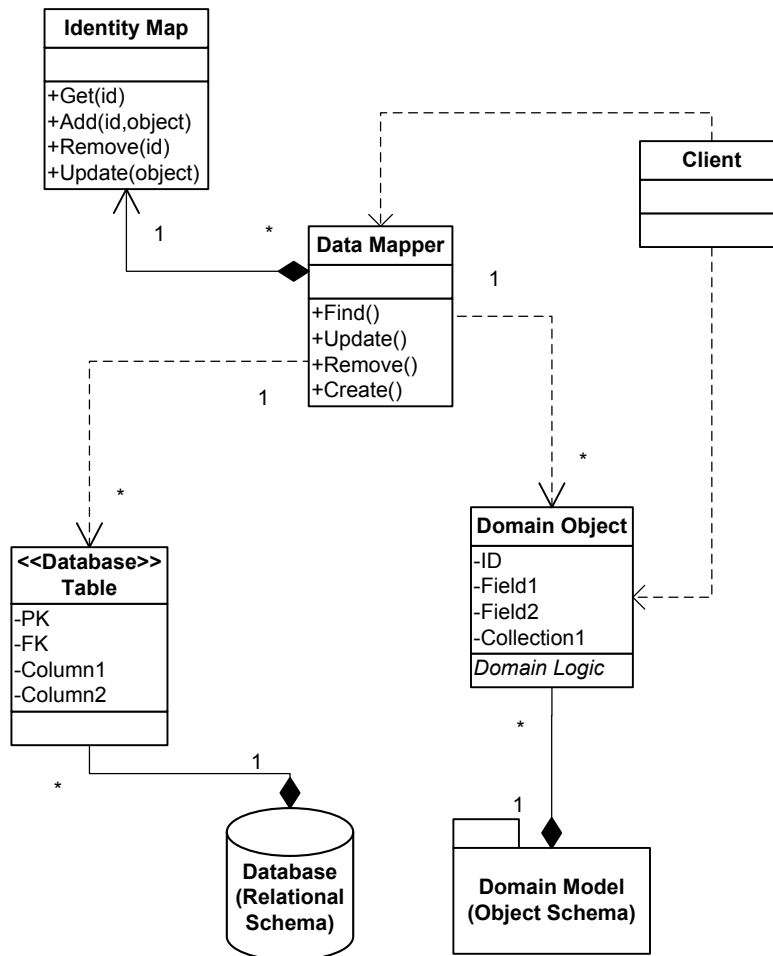 Identity Map
+Get(id)
+Add(id,object)
+Remove(id)
+Update(object)
Client
1
*
Data Mapper
+Find()
+Update()
+Remove()
+Create()
1
1
*
*
<<Database>>
Table
-PK
-FK
-Column1
-Column2
Domain Object
-ID
-Field1
-Field2
-Collection1
Domain Logic
*
1
*
1
Database
(Relational
Schema)
Domain Model
(Object Schema)